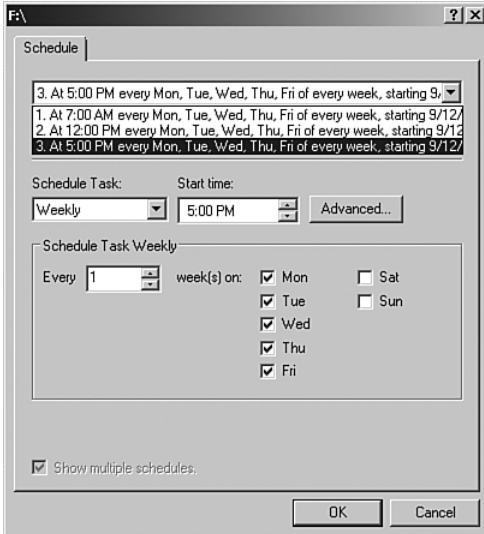 F:\
Schedule
3. At 5:00 PM every Mon, Tue, Wed, Thu, Fri of every week, starting 9/
1. At 7:00 AM every Mon, Tue, Wed, Thu, Fri of every week, starting 9/12/
2. At 12:00 PM every Mon, Tue, Wed, Thu, Fri of every week, starting 9/12
3. At 5:00 PM every Mon, Tue, Wed, Thu, Fri of every week, starting 9/12/
Schedule Task: Start time:
Weekly 5:00 PM Advanced...
Schedule Task Weekly
Every 1 week(s) on: Mon Sat
Tue Sun
Wed
Thu
Fri
Show multiple schedules.
OK Cancel